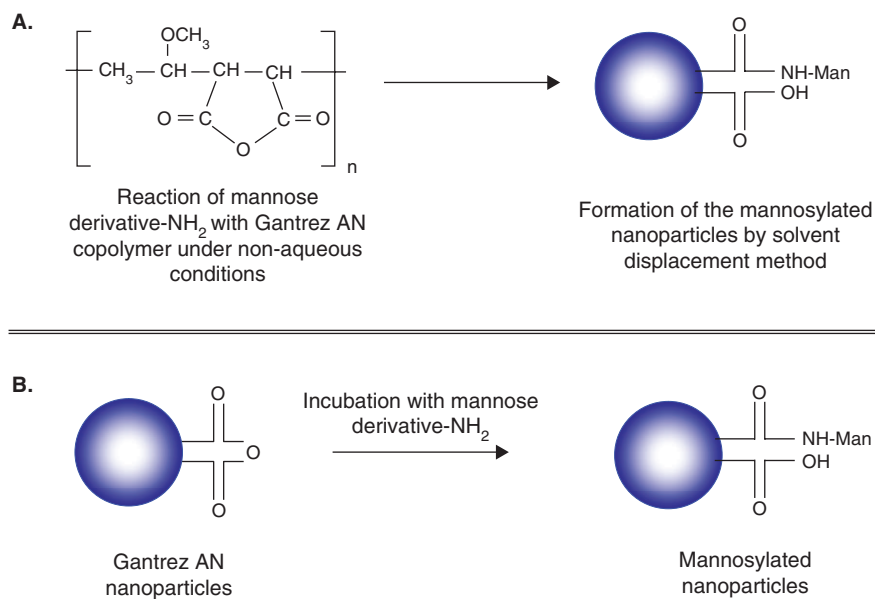 A.
OCH3
CH3 CH CH CH
O = C C = O
O
n
Reaction of mannose
derivative-NH2 with Gantrez AN
copolymer under non-aqueous
conditions
O
NH-Man
OH
O
Formation of the mannosylated
nanoparticles by solvent
displacement method
B.
O
O
O
Gantrez AN
nanoparticles
Incubation with mannose
derivative-NH2
O
NH-Man
OH
O
Mannosylated
nanoparticles